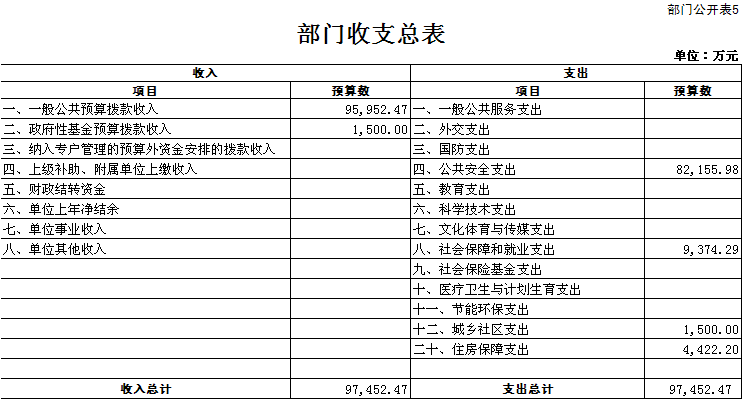 部门公开表5
部门收支总表
单位：万元
收入 支出
项目 预算数 项目 预算数
一、一般公共预算拨款收入 95,952.47 一、一般公共服务支出
二、政府性基金预算拨款收入 1,500.00 二、外交支出
三、纳入专户管理的预算外资金安排的拨款收入 三、国防支出
四、上级补助、附属单位上缴收入 四、公共安全支出 82,155.98
五、财政结转资金 五、教育支出
六、单位上年净结余 六、科学技术支出
七、单位事业收入 七、文化体育与传媒支出
八、单位其他收入 八、社会保障和就业支出 9,374.29
九、社会保险基金支出
十、医疗卫生与计划生育支出
十一、节能环保支出
十二、城乡社区支出 1,500.00
二十、住房保障支出 4,422.20
收入总计 97,452.47 支出总计 97,452.47